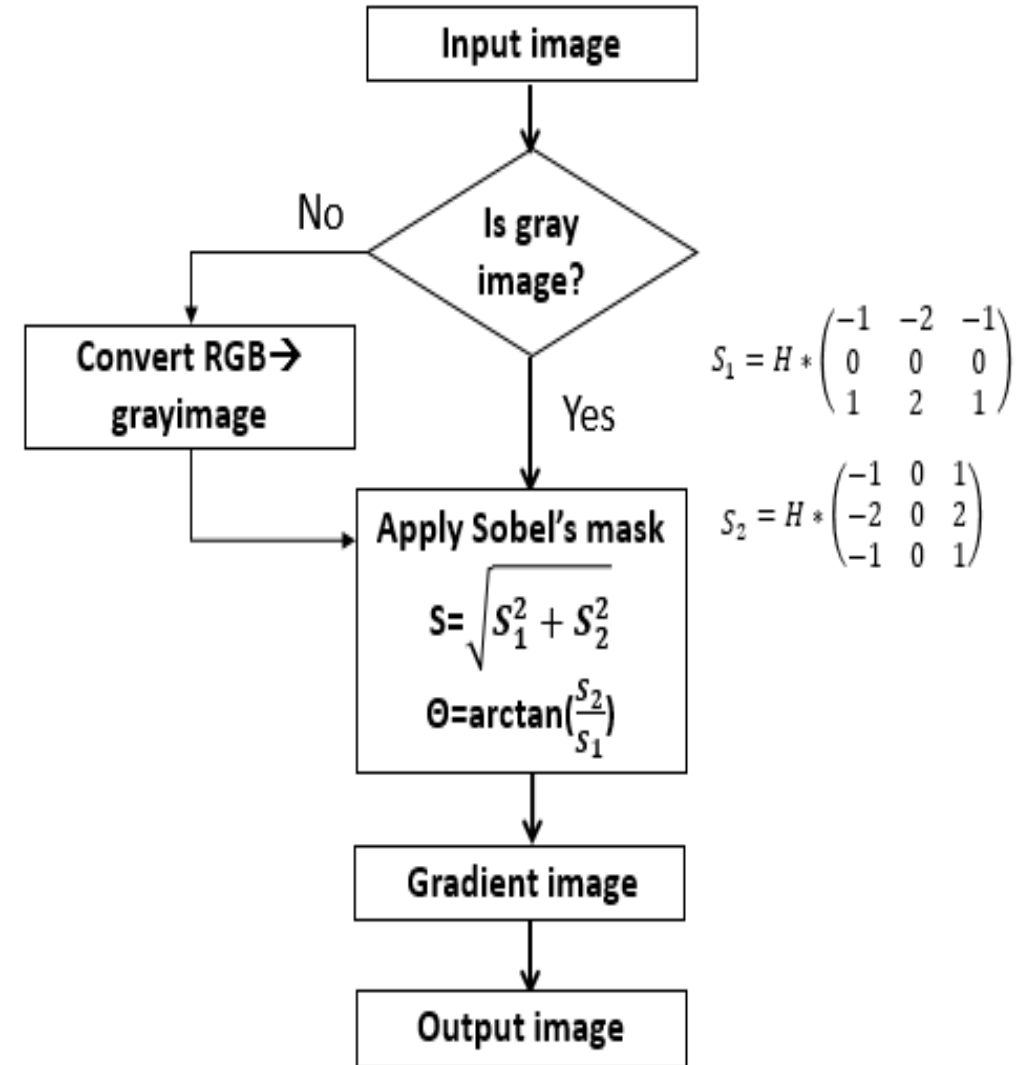 Input image
No
Is gray
image?
Convert RGB→
grayimage
Yes
S₁ = H * (−1 −2 −1
0 0 0
1 2 1)
S₂ = H * (−1 0 1
−2 0 2
−1 0 1)
Apply Sobel’s mask
S=√(S₁² + S₂²)
Θ=arctan(s₂/s₁)
Gradient image
Output image